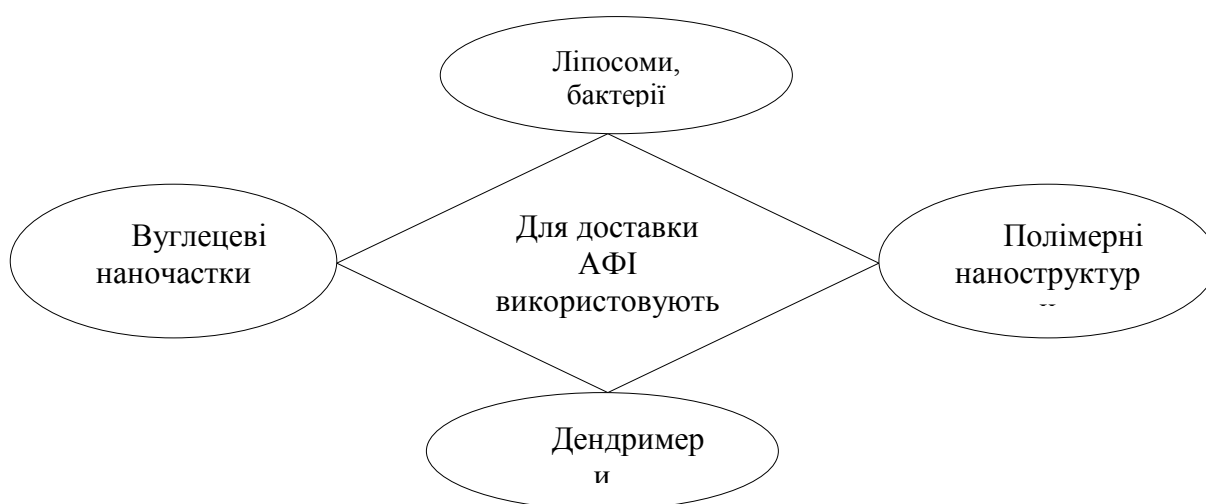 Ліпосоми,
бактерії
Вуглецеві
наночастки
Для доставки
АФІ
використовують
Полімерні
наноструктур
и
Дендример
и